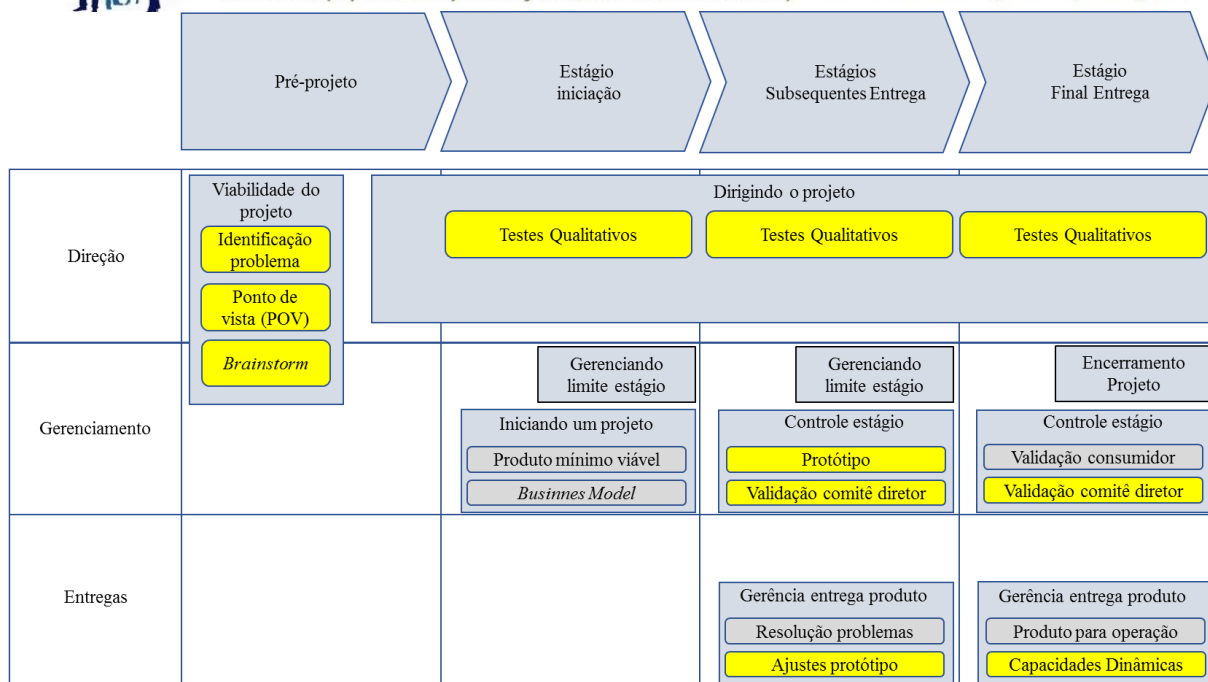 Pré-projeto
Estágio
iniciação
Estágios
Subsequentes Entrega
Estágio
Final Entrega
Direção
Viabilidade do
projeto
Identificação
problema
Ponto de
vista (POV)
Brainstorm
Dirigindo o projeto
Testes Qualitativos
Testes Qualitativos
Testes Qualitativos
Gerenciamento
Gerenciando
limite estágio
Iniciando um projeto
Produto mínimo viável
Businnes Model
Gerenciando
limite estágio
Controle estágio
Protótipo
Validação comitê diretor
Encerramento
Projeto
Controle estágio
Validação consumidor
Validação comitê diretor
Entregas
Gerência entrega produto
Resolução problemas
Ajustes protótipo
Gerência entrega produto
Produto para operação
Capacidades Dinâmicas